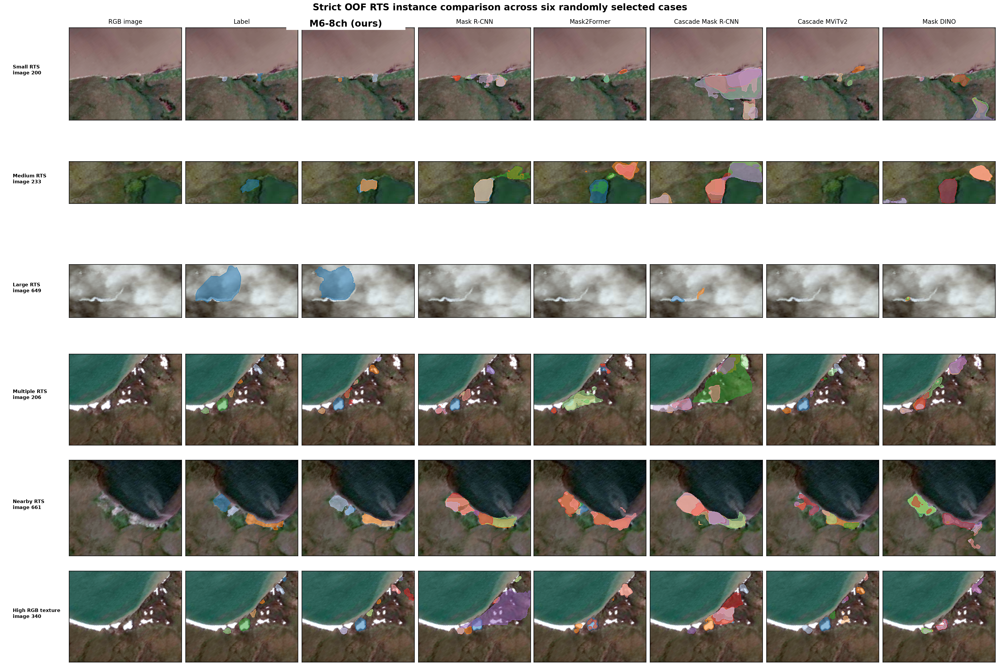 Strict OOF RTS instance comparison across six randomly selected cases
RGB image
Label
M6-8ch (ours)
Mask R-CNN
Mask2Former
Cascade Mask R-CNN
Cascade MViTv2
Mask DINO
Small RTS
image 200
Medium RTS
image 233
Large RTS
image 649
Multiple RTS
image 206
Nearby RTS
image 661
High RGB texture
image 340